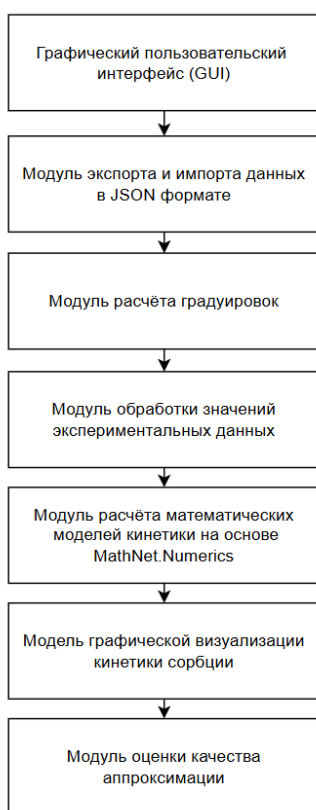 Графический пользовательский
интерфейс (GUI)
Модуль экспорта и импорта данных
в JSON формате
Модуль расчёта градуировок
Модуль обработки значений
экспериментальных данных
Модуль расчёта математических
моделей кинетики на основе
MathNet.Numerics
Модель графической визуализации
кинетики сорбции
Модуль оценки качества
аппроксимации